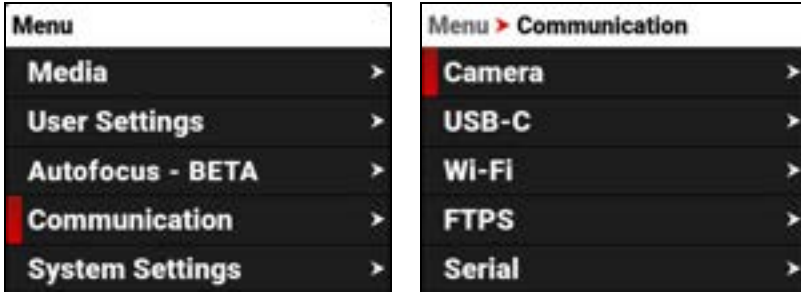 Menu
Media
User Settings
Autofocus - BETA
Communication
System Settings
Menu > Communication
Camera
USB-C
Wi-Fi
FTPS
Serial